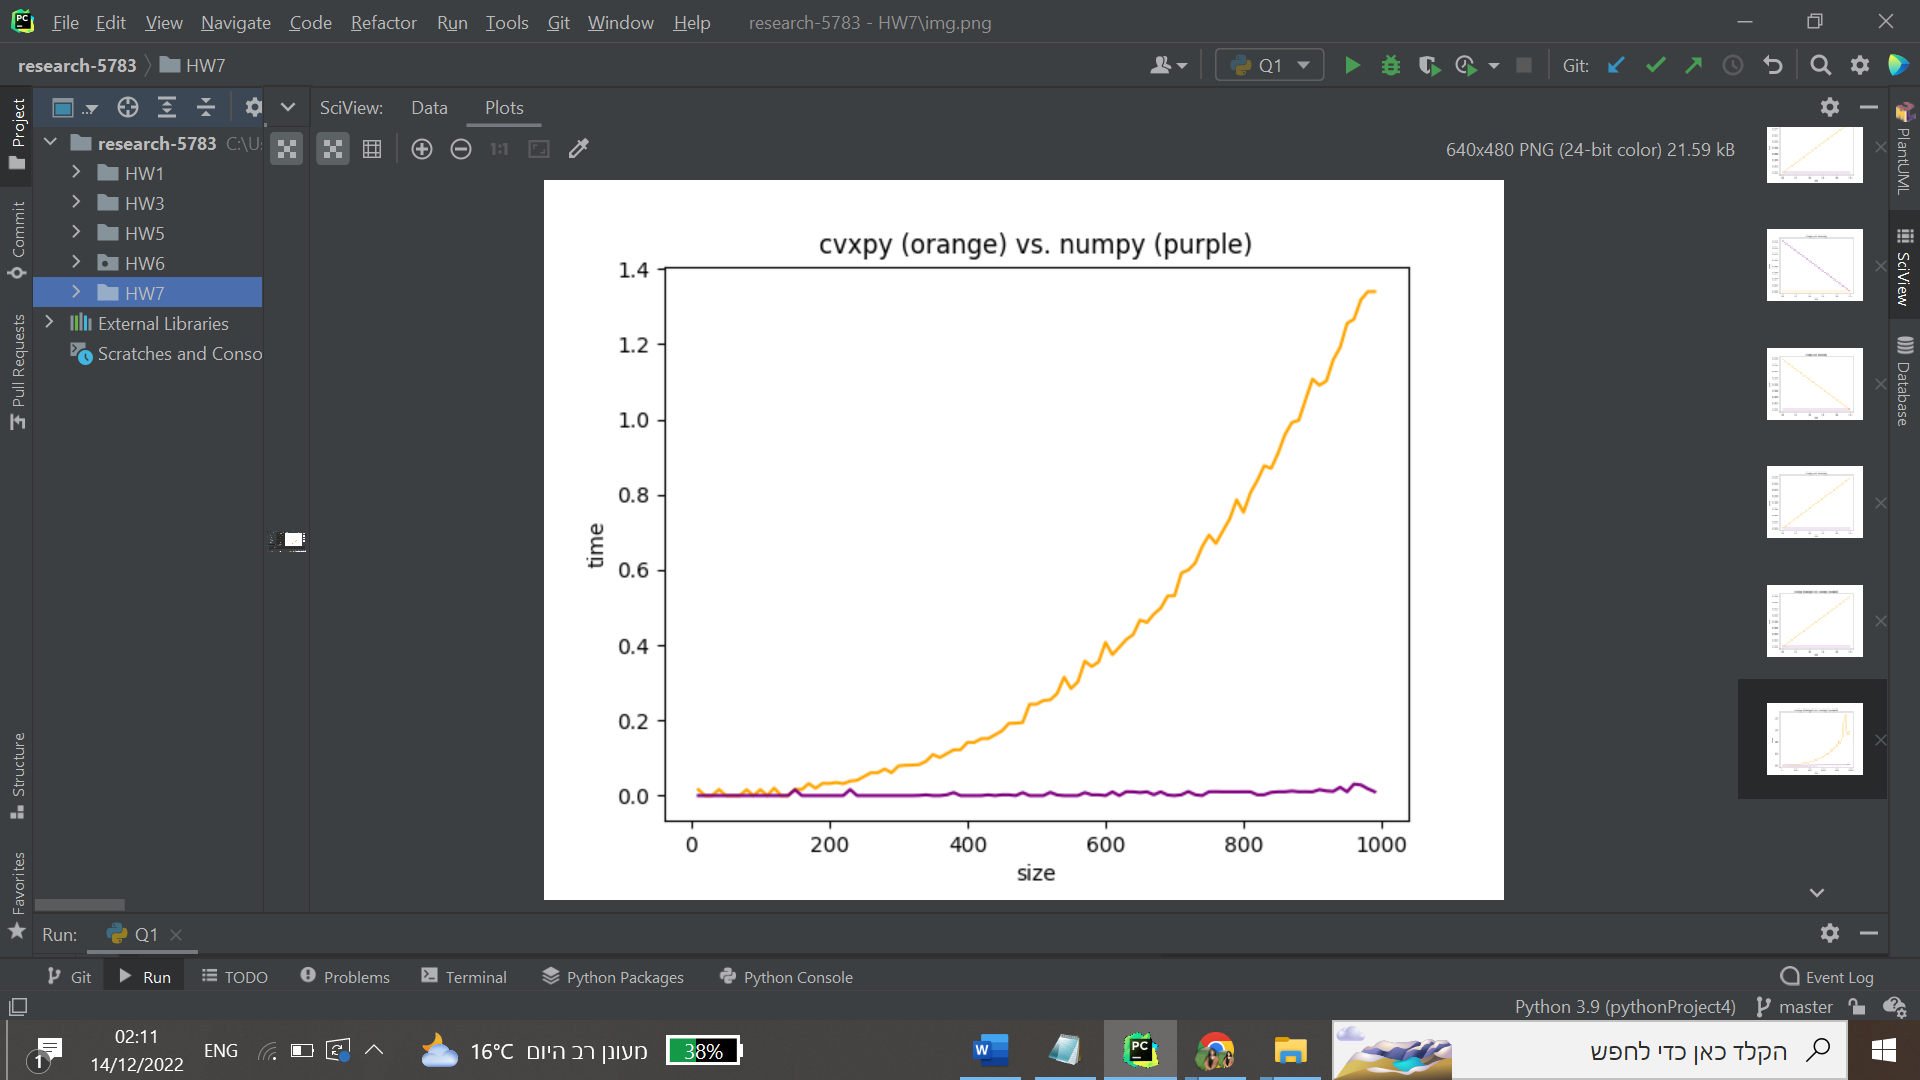 File Edit View Navigate Code Refactor Run Tools Git Window Help research-5783 - HW7\img.png
research-5783 HW7 Q1 Git:
Project
Commit
Pull Requests
Structure
Favorites
research-5783 C:\U
HW1
HW3
HW5
HW6
HW7
External Libraries
Scratches and Conso
SciView: Data Plots
1:1
640x480 PNG (24-bit color) 21.59 kB
cvxpy (orange) vs. numpy (purple)
1.4
1.2
1.0
0.8
0.6
0.4
0.2
0.0
time
0 200 400 600 800 1000
size
PlantUML
SciView
Database
Run: Q1
Git Run TODO Problems Terminal Python Packages Python Console Event Log
Python 3.9 (pythonProject4) master
1
02:11
14/12/2022
ENG
16°C מעונן רב היום
38%
הקלד כאן כדי לחפש